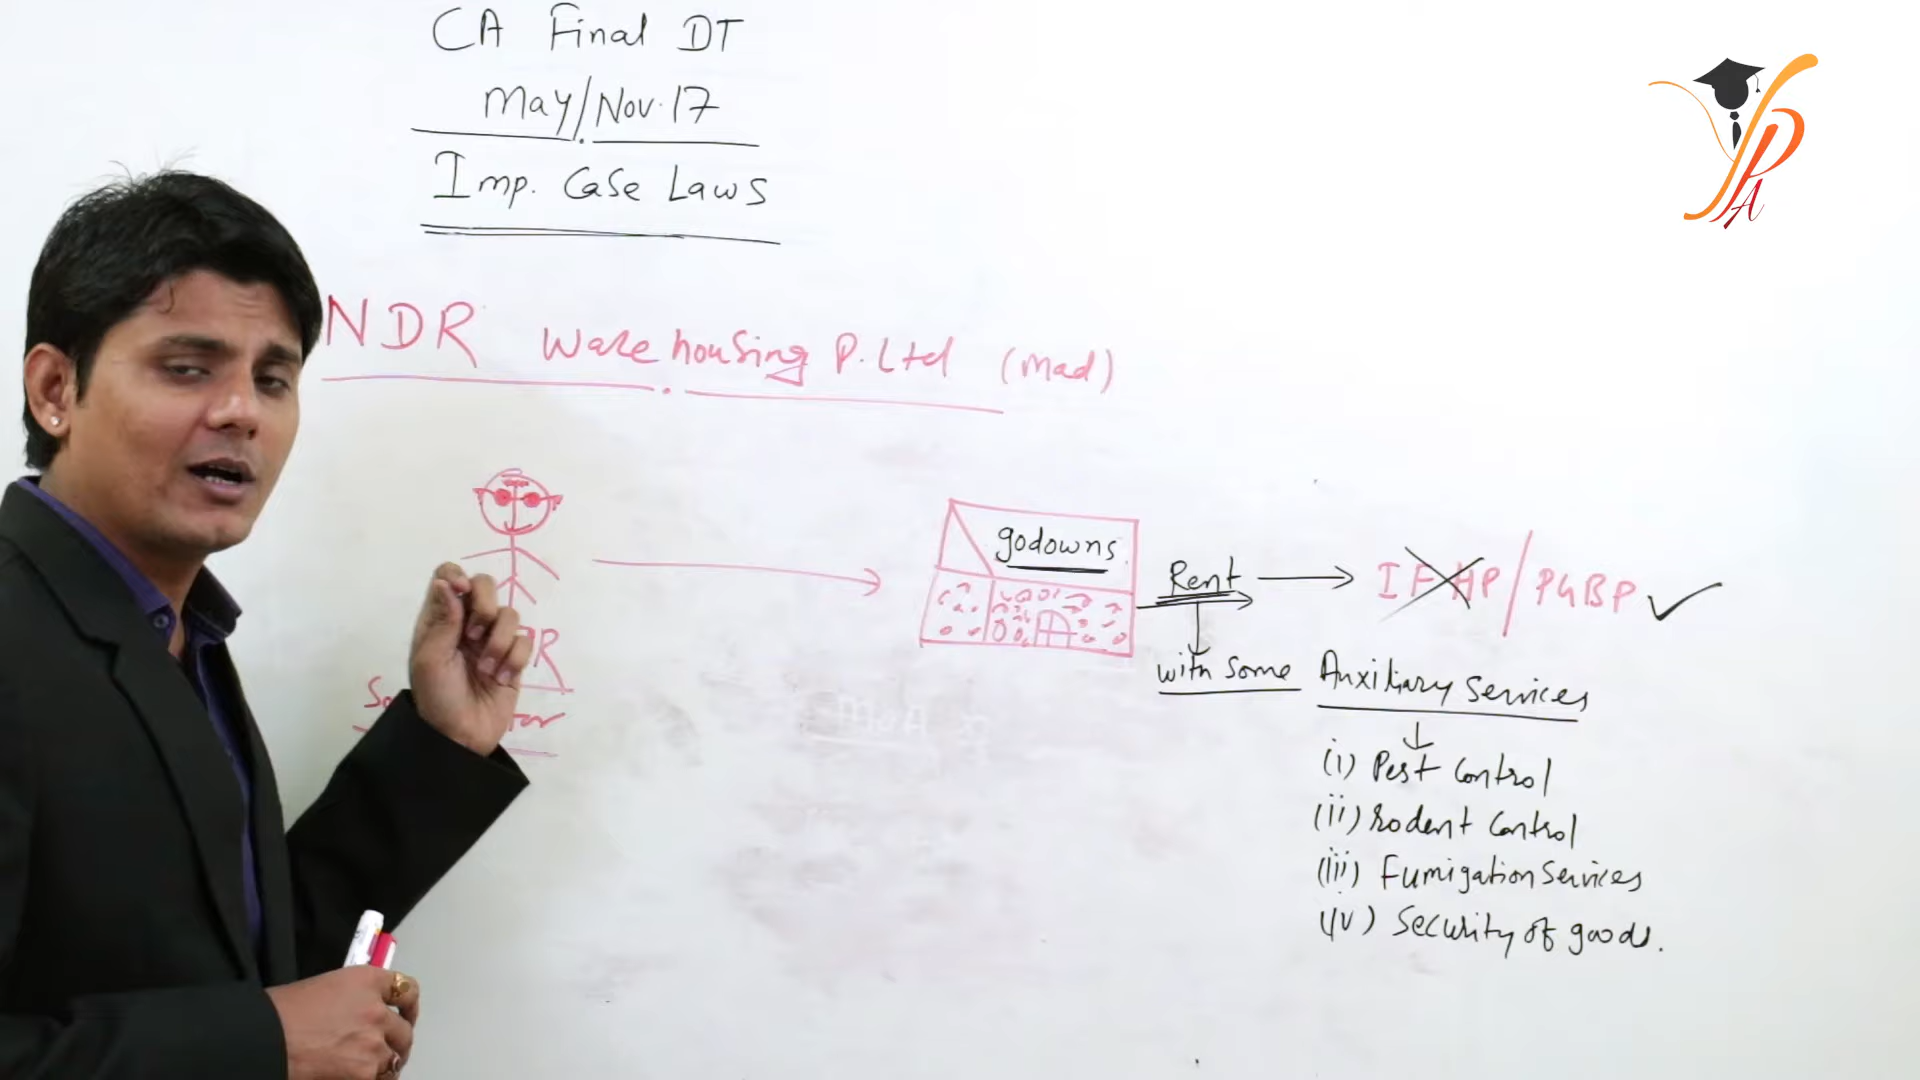 CA Final DT
May/Nov.17
Imp. Case Laws
NDR Warehousing P.Ltd (Mad)
godowns
Rent → IFHP / PGBP ✓
with Some Auxiliary Services
(i) Pest Control
(ii) Rodent Control
(iii) Fumigation Services
(iv) Security of goods.